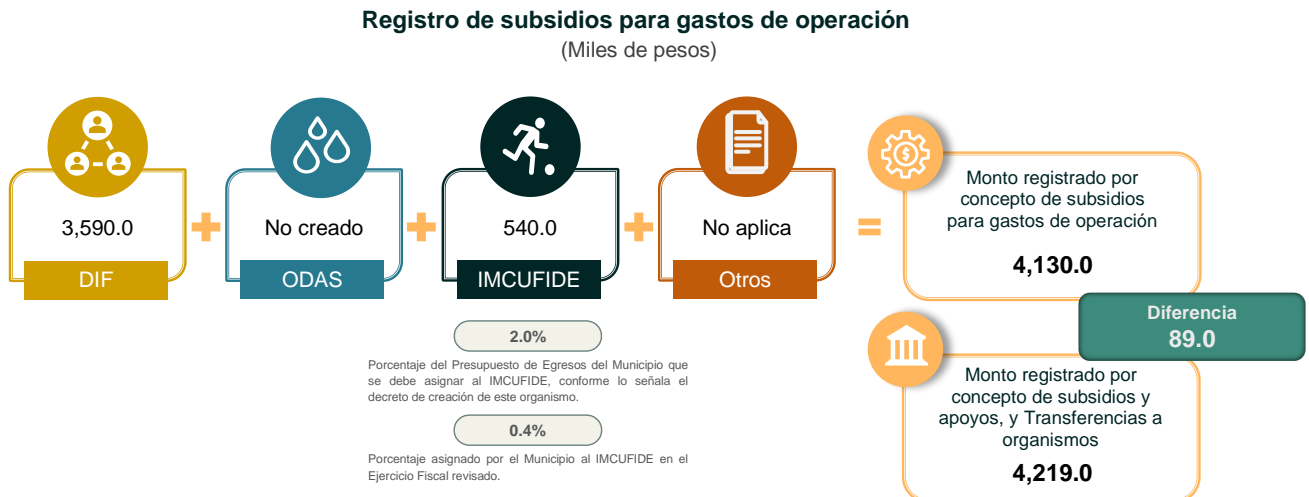 Registro de subsidios para gastos de operación
(Miles de pesos)
3,590.0
DIF
No creado
ODAS
540.0
IMCUFIDE
No aplica
Otros
2.0%
Porcentaje del Presupuesto de Egresos del Municipio que
se debe asignar al IMCUFIDE, conforme lo señala el
decreto de creación de este organismo.
0.4%
Porcentaje asignado por el Municipio al IMCUFIDE en el
Ejercicio Fiscal revisado.
Monto registrado por
concepto de subsidios
para gastos de operación
4,130.0
Diferencia
89.0
Monto registrado por
concepto de subsidios y
apoyos, y Transferencias a
organismos
4,219.0